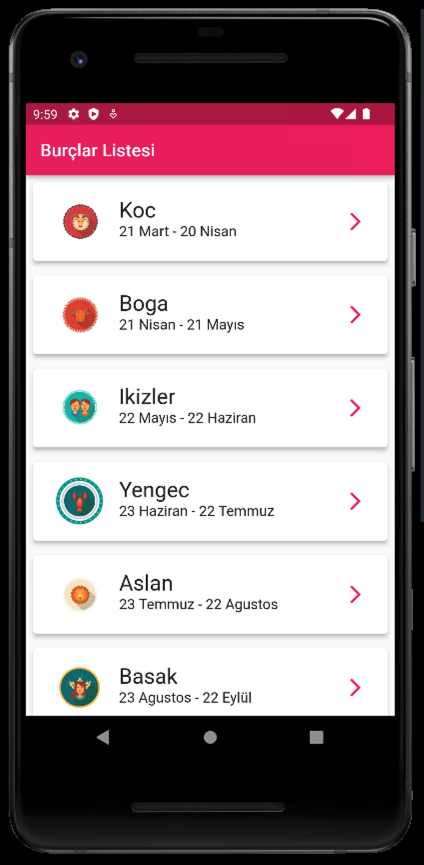 9:59
Burçlar Listesi
Koc
21 Mart - 20 Nisan
Boga
21 Nisan - 21 Mayıs
Ikizler
22 Mayıs - 22 Haziran
Yengec
23 Haziran - 22 Temmuz
Aslan
23 Temmuz - 22 Agustos
Basak
23 Agustos - 22 Eylül